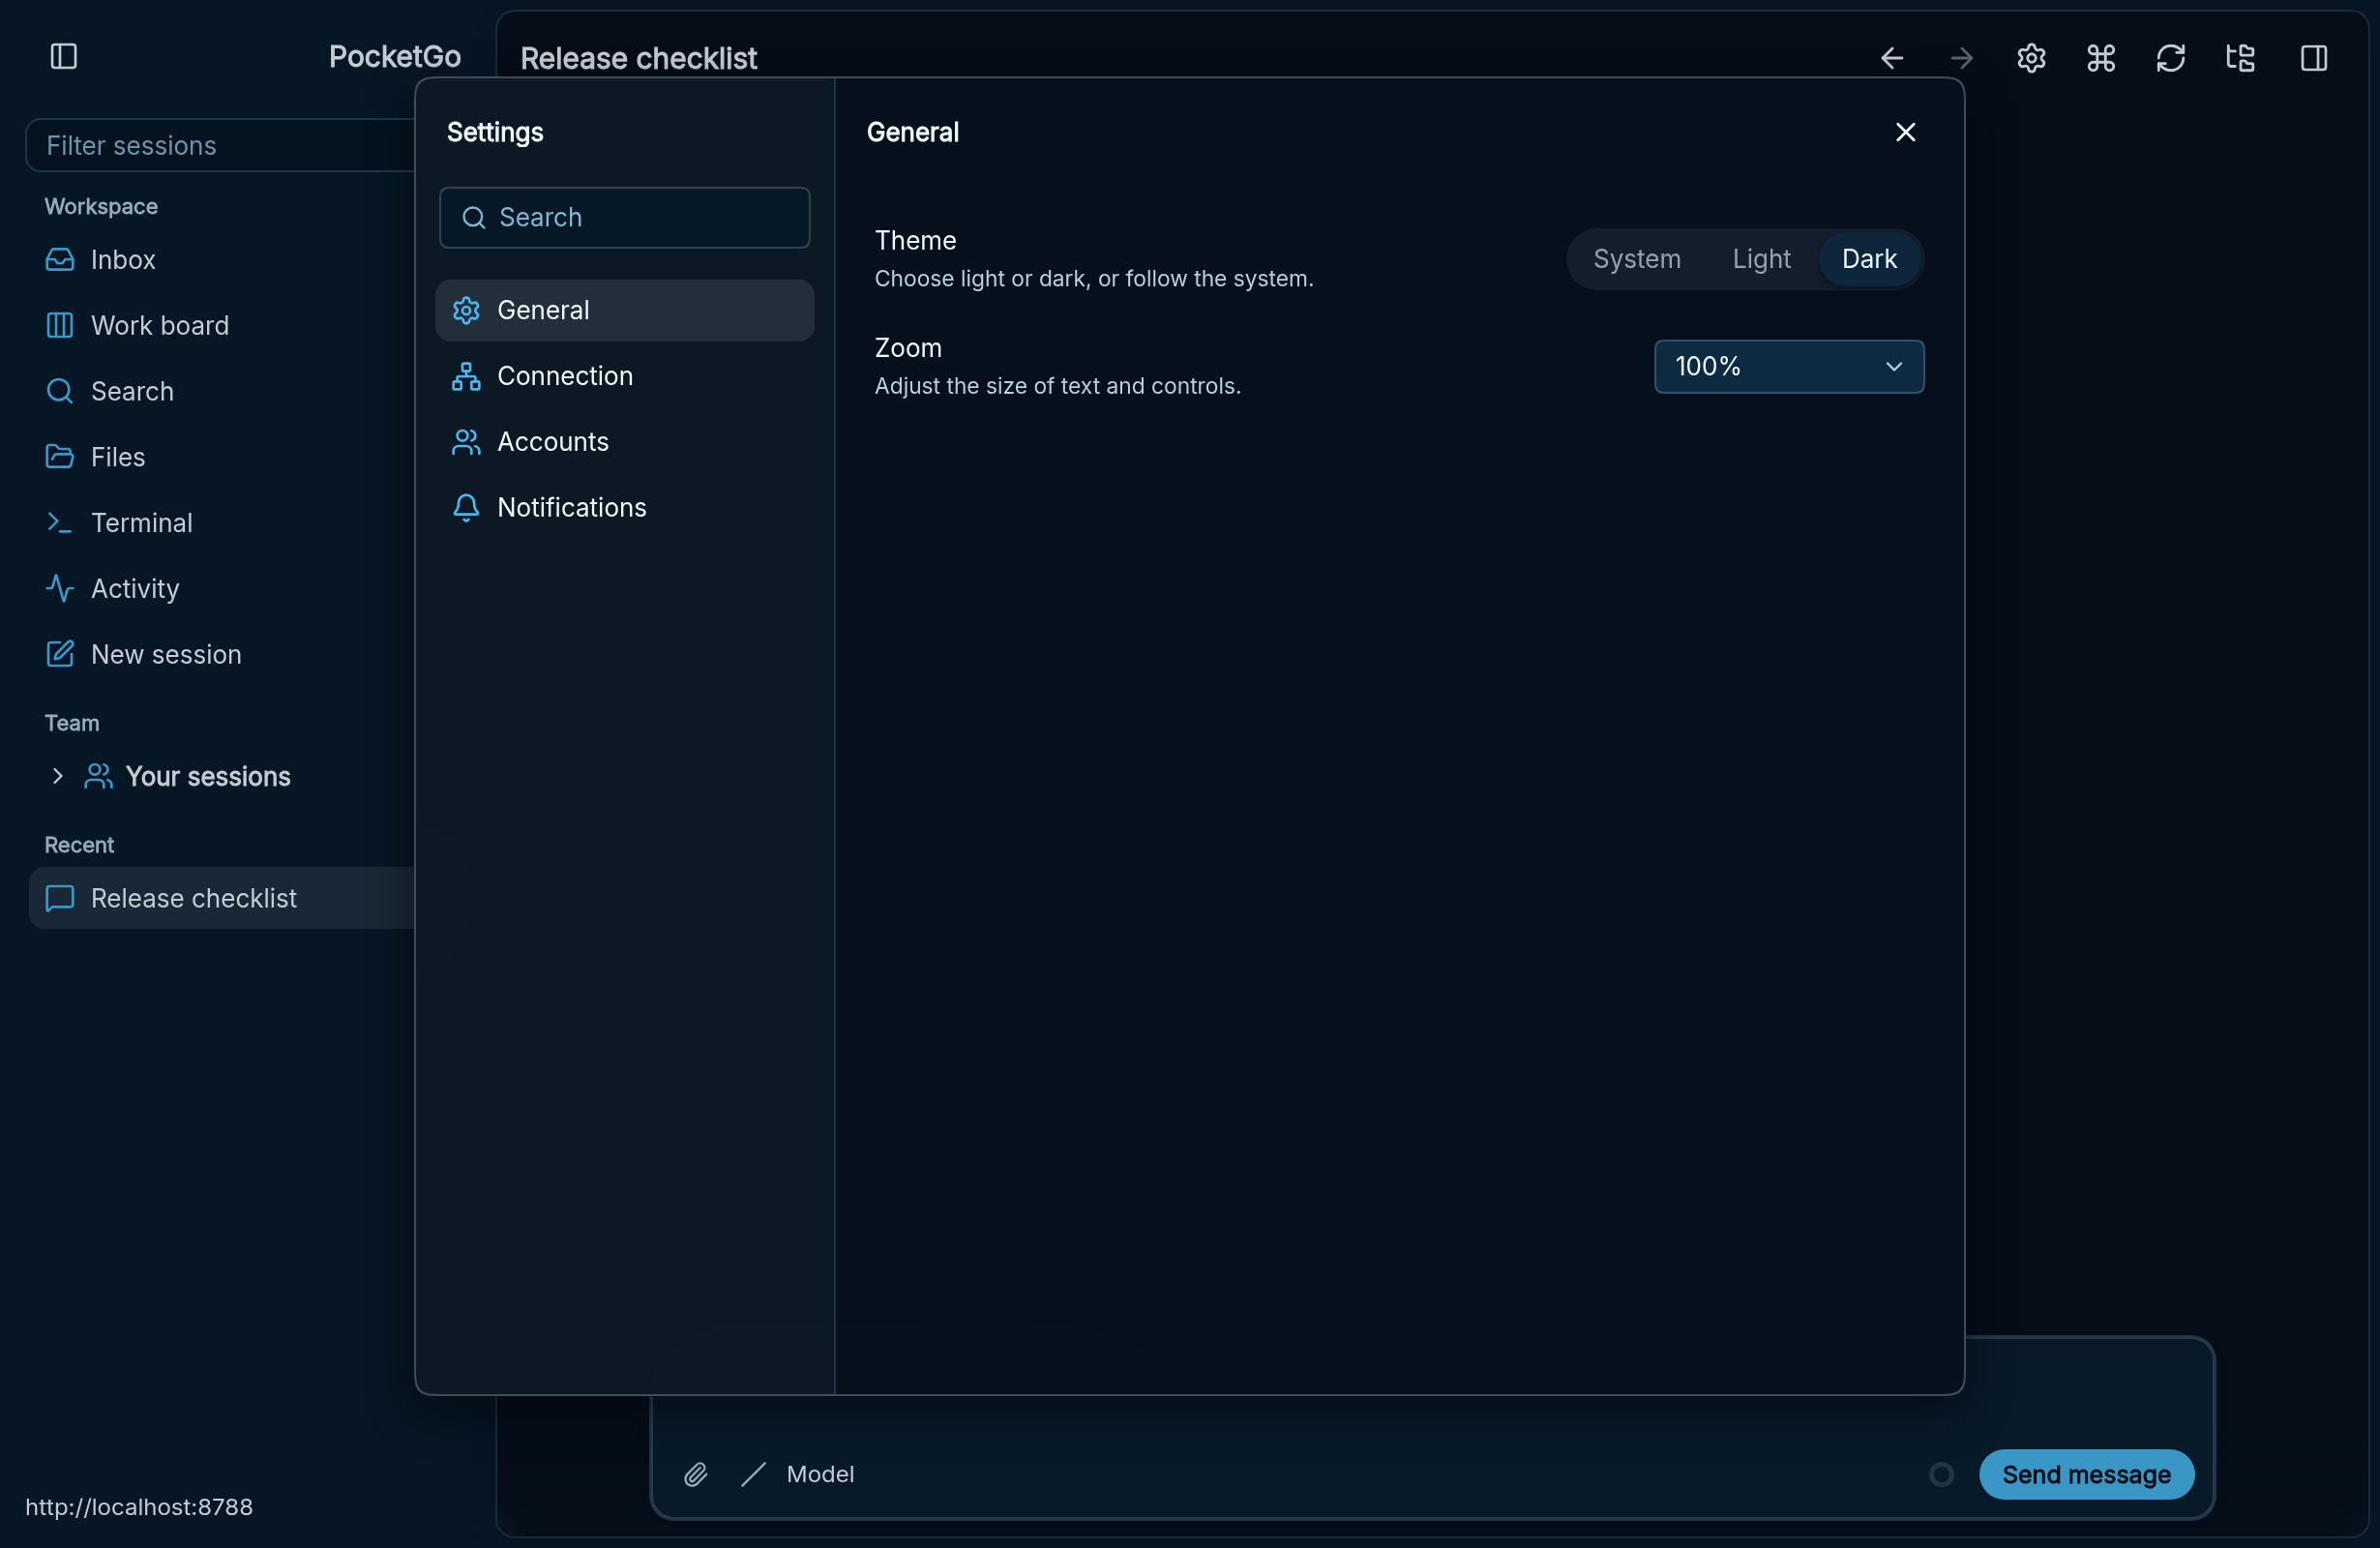 PocketGo
Filter sessions
Workspace
Inbox
Work board
Search
Files
Terminal
Activity
New session
Team
Your sessions
Recent
Release checklist
http://localhost:8788
Release checklist
Settings
Search
General
Connection
Accounts
Notifications
General
Theme
Choose light or dark, or follow the system.
System Light Dark
Zoom
Adjust the size of text and controls.
100%
Model
Send message